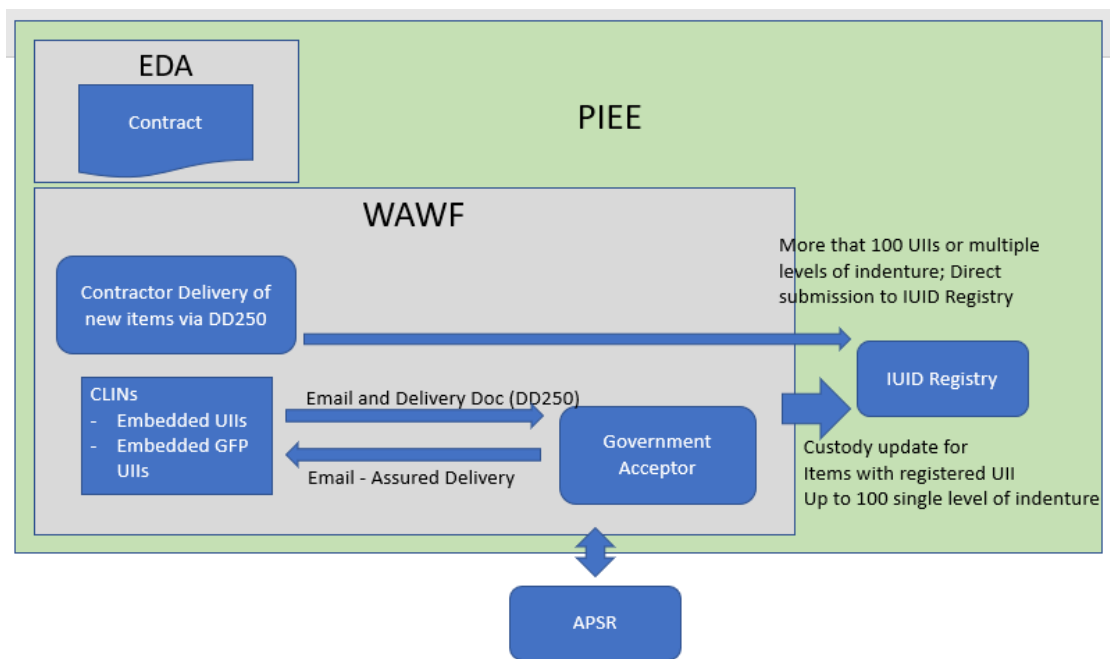 EDA
Contract
PIEE
WAWF
Contractor Delivery of
new items via DD250
More that 100 UIIs or multiple
levels of indenture; Direct
submission to IUID Registry
IUID Registry
CLINs
- Embedded UIIs
- Embedded GFP
UIIs
Email and Delivery Doc (DD250)
Email - Assured Delivery
Government
Acceptor
Custody update for
Items with registered UII
Up to 100 single level of indenture
APSR